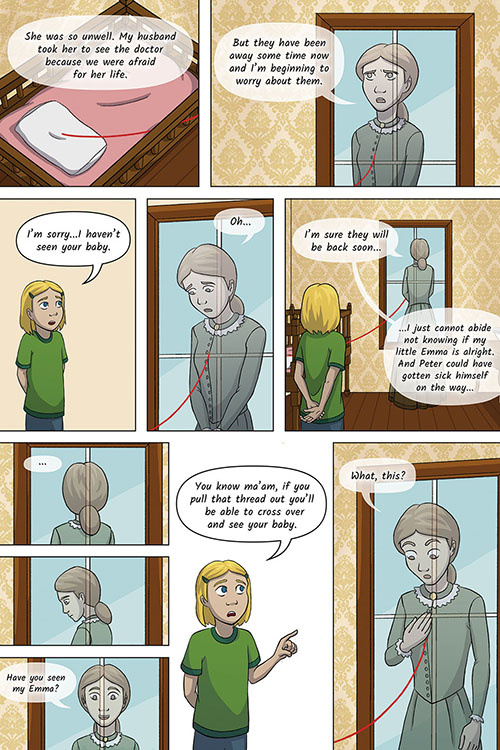 She was so unwell. My husband
took her to see the doctor
because we were afraid
for her life.
But they have been
away some time now
and I'm beginning to
worry about them.
I'm sorry...I haven't
seen your baby.
Oh...
I'm sure they will
be back soon...
...I just cannot abide
not knowing if my
little Emma is alright.
And Peter could have
gotten sick himself
on the way...
...
Have you seen
my Emma?
You know ma'am, if you
pull that thread out you'll
be able to cross over
and see your baby.
What, this?